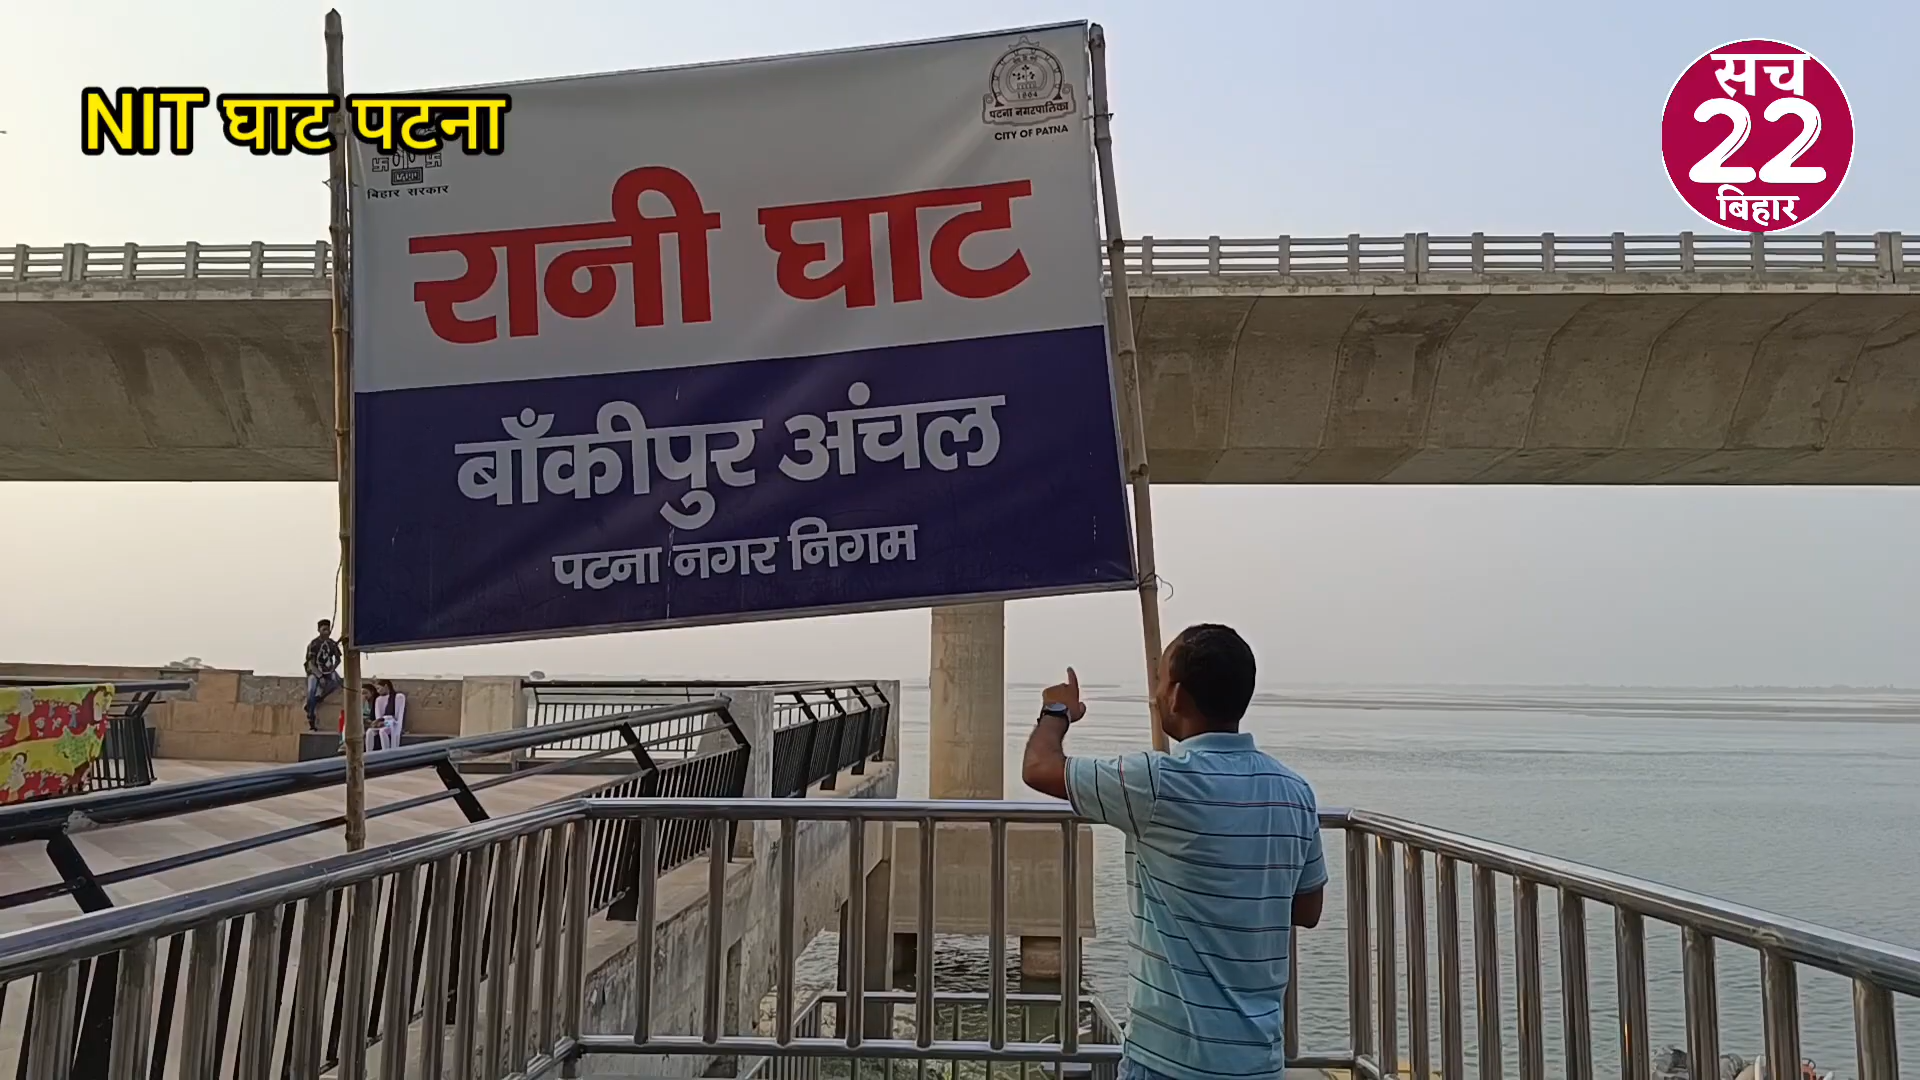 NIT घाट पटना
सच
22
बिहार
पटना नगरपालिका
CITY OF PATNA
बिहार सरकार
रानी घाट
बाँकीपुर अंचल
पटना नगर निगम